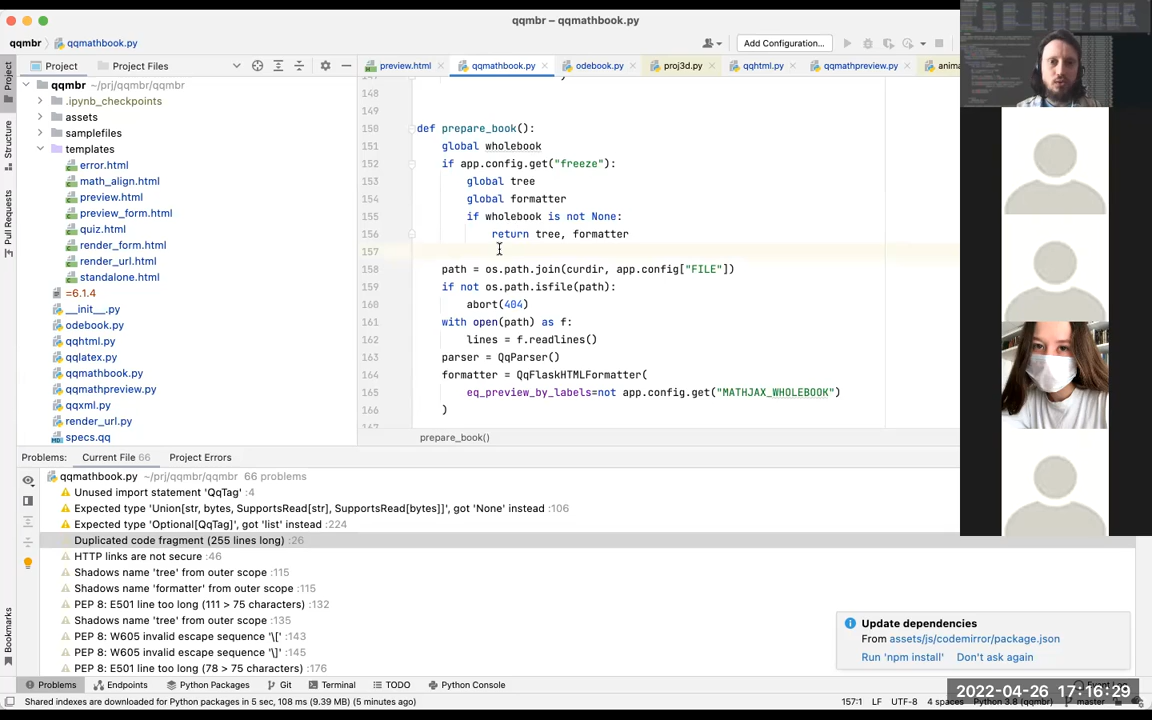 qqmbr – qqmathbook.py
qqmbr qqmathbook.py
Add Configuration...
Project Project Files
preview.html qqmathbook.py odebook.py proj3d.py qqhtml.py qqmathpreview.py anima
Project
Structure
Pull Requests
Bookmarks
qqmbr ~/prj/qqmbr/qqmbr
.ipynb_checkpoints
assets
samplefiles
templates
error.html
math_align.html
preview.html
preview_form.html
quiz.html
render_form.html
render_url.html
standalone.html
=6.1.4
__init__.py
odebook.py
qqhtml.py
qqlatex.py
qqmathbook.py
qqmathpreview.py
qqxml.py
render_url.py
specs.qq
147
148
149
150 def prepare_book():
151 global wholebook
152 if app.config.get("freeze"):
153 global tree
154 global formatter
155 if wholebook is not None:
156 return tree, formatter
157
158 path = os.path.join(curdir, app.config["FILE"])
159 if not os.path.isfile(path):
160 abort(404)
161 with open(path) as f:
162 lines = f.readlines()
163 parser = QqParser()
164 formatter = QqFlaskHTMLFormatter(
165 eq_preview_by_labels=not app.config.get("MATHJAX_WHOLEBOOK")
166 )
167
prepare_book()
Problems: Current File 66 Project Errors
qqmathbook.py ~/prj/qqmbr/qqmbr 66 problems
Unused import statement 'QqTag' :4
Expected type 'Union[str, bytes, SupportsRead[str], SupportsRead[bytes]]', got 'None' instead :106
Expected type 'Optional[QqTag]', got 'list' instead :224
Duplicated code fragment (255 lines long) :26
HTTP links are not secure :46
Shadows name 'tree' from outer scope :115
Shadows name 'formatter' from outer scope :115
PEP 8: E501 line too long (111 > 75 characters) :132
Shadows name 'tree' from outer scope :135
PEP 8: W605 invalid escape sequence '\[' :143
PEP 8: W605 invalid escape sequence '\]' :145
PEP 8: E501 line too long (78 > 75 characters) :176
Update dependencies
From assets/js/codemirror/package.json
Run 'npm install' Don't ask again
Problems Endpoints Python Packages Git Terminal TODO Python Console
2022-04-26 17:16:29
Shared indexes are downloaded for Python packages in 5 sec, 108 ms (9.39 MB) (5 minutes ago) 157:1 LF UTF-8 4 spaces Python 3.8 (qqmbr) master